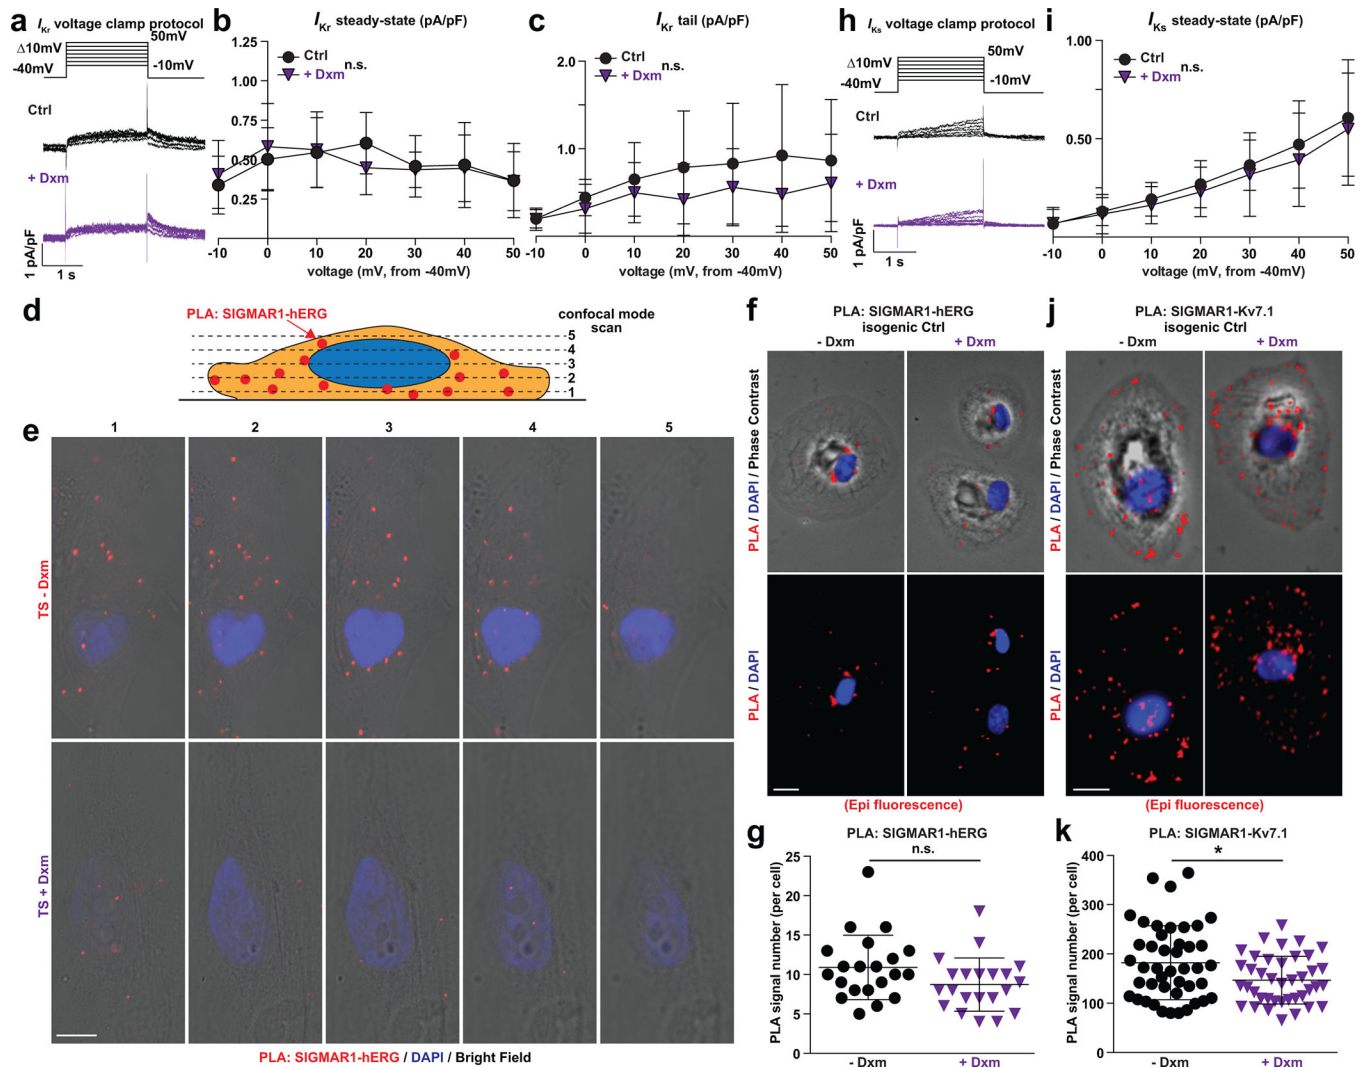 a
I_Kr voltage clamp protocol
50mV
Δ10mV
-40mV
-10mV
Ctrl
+ Dxm
1 pA/pF
1 s
b
I_Kr steady-state (pA/pF)
1.25
1.00
0.75
0.50
0.25
Ctrl
+ Dxm
n.s.
-10 0 10 20 30 40 50
voltage (mV, from -40mV)
c
I_Kr tail (pA/pF)
2.0
1.0
Ctrl
+ Dxm
n.s.
-10 0 10 20 30 40 50
voltage (mV, from -40mV)
h
I_Ks voltage clamp protocol
50mV
Δ10mV
-40mV
-10mV
Ctrl
+ Dxm
1 pA/pF
1 s
i
I_Ks steady-state (pA/pF)
1.00
0.50
Ctrl
+ Dxm
n.s.
-10 0 10 20 30 40 50
voltage (mV, from -40mV)
d
PLA: SIGMAR1-hERG
confocal mode
scan
5
4
3
2
1
e
1 2 3 4 5
TS - Dxm
TS + Dxm
PLA: SIGMAR1-hERG / DAPI / Bright Field
f
PLA: SIGMAR1-hERG
isogenic Ctrl
- Dxm + Dxm
PLA / DAPI / Phase Contrast
PLA / DAPI
(Epi fluorescence)
j
PLA: SIGMAR1-Kv7.1
isogenic Ctrl
- Dxm + Dxm
PLA / DAPI / Phase Contrast
PLA / DAPI
(Epi fluorescence)
g
PLA: SIGMAR1-hERG
n.s.
PLA signal number (per cell)
25
20
15
10
5
0
- Dxm + Dxm
k
PLA: SIGMAR1-Kv7.1
*
PLA signal number (per cell)
400
300
200
100
0
- Dxm + Dxm